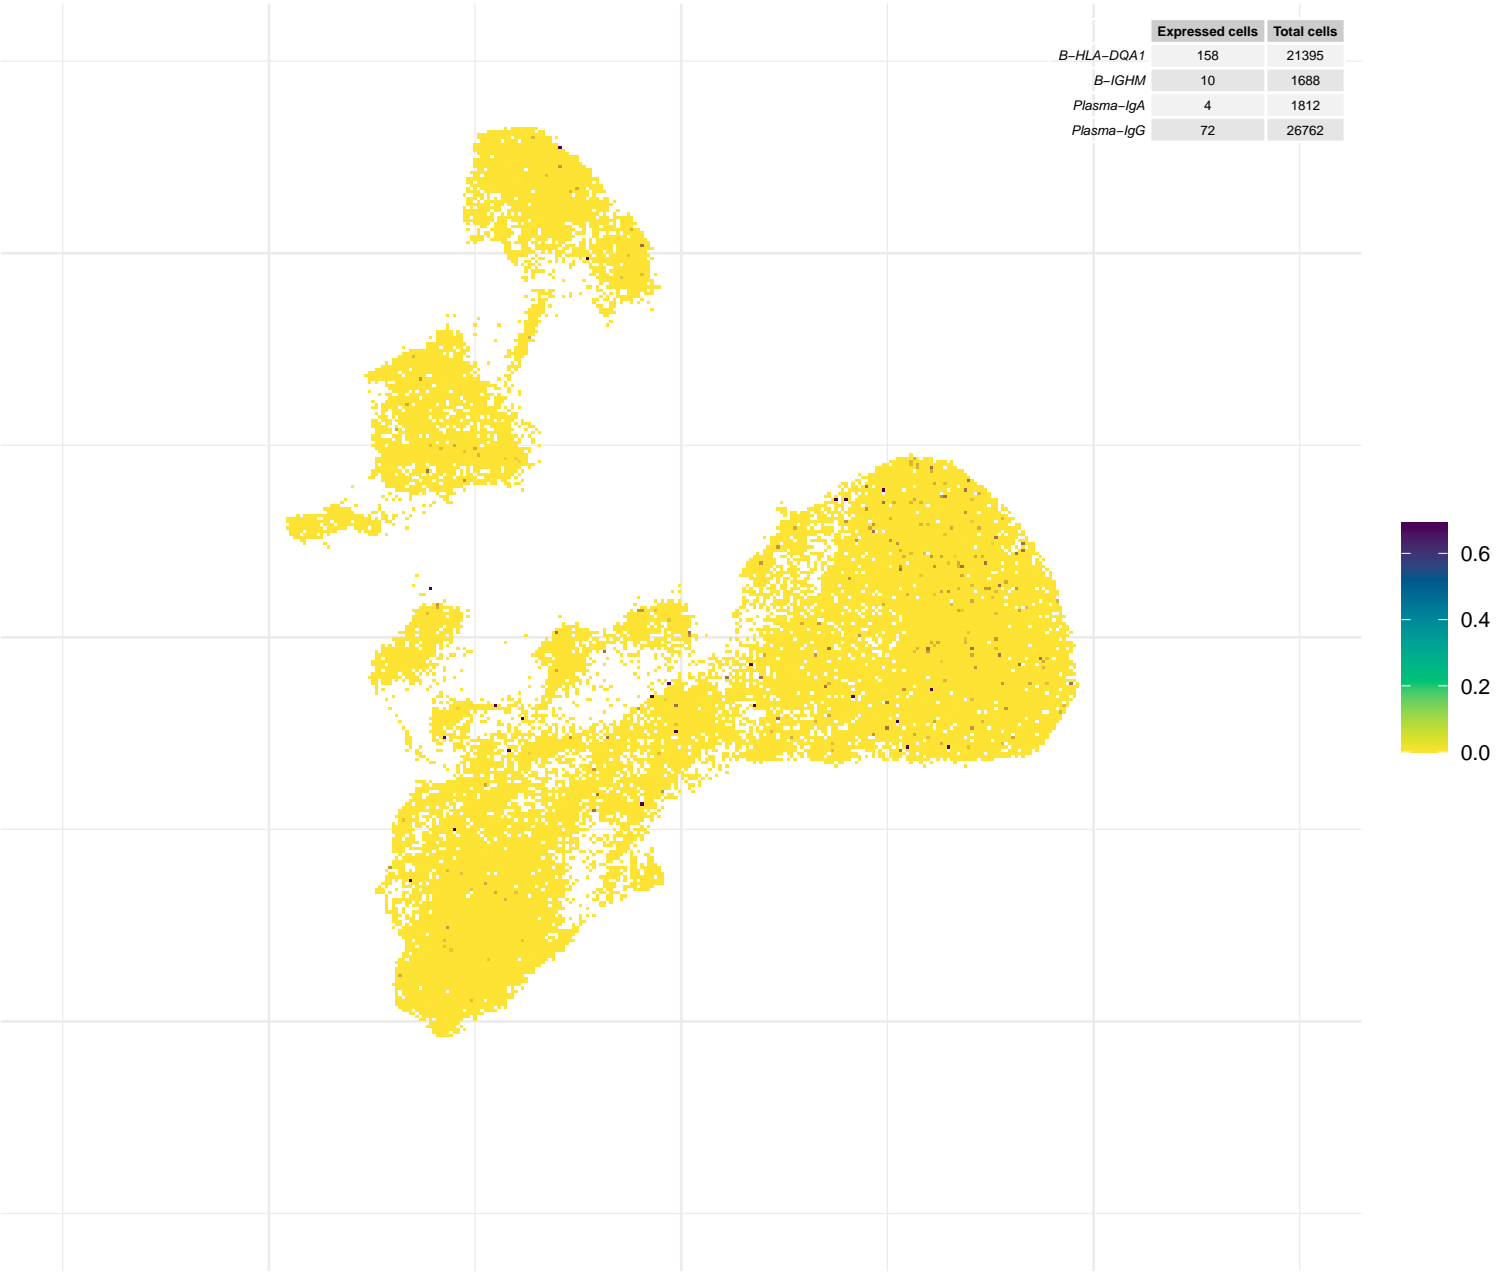 Expressed cells Total cells
B−HLA−DQA1 158 21395
B−IGHM 10 1688
Plasma−IgA 4 1812
Plasma−IgG 72 26762
0.6
0.4
0.2
0.0